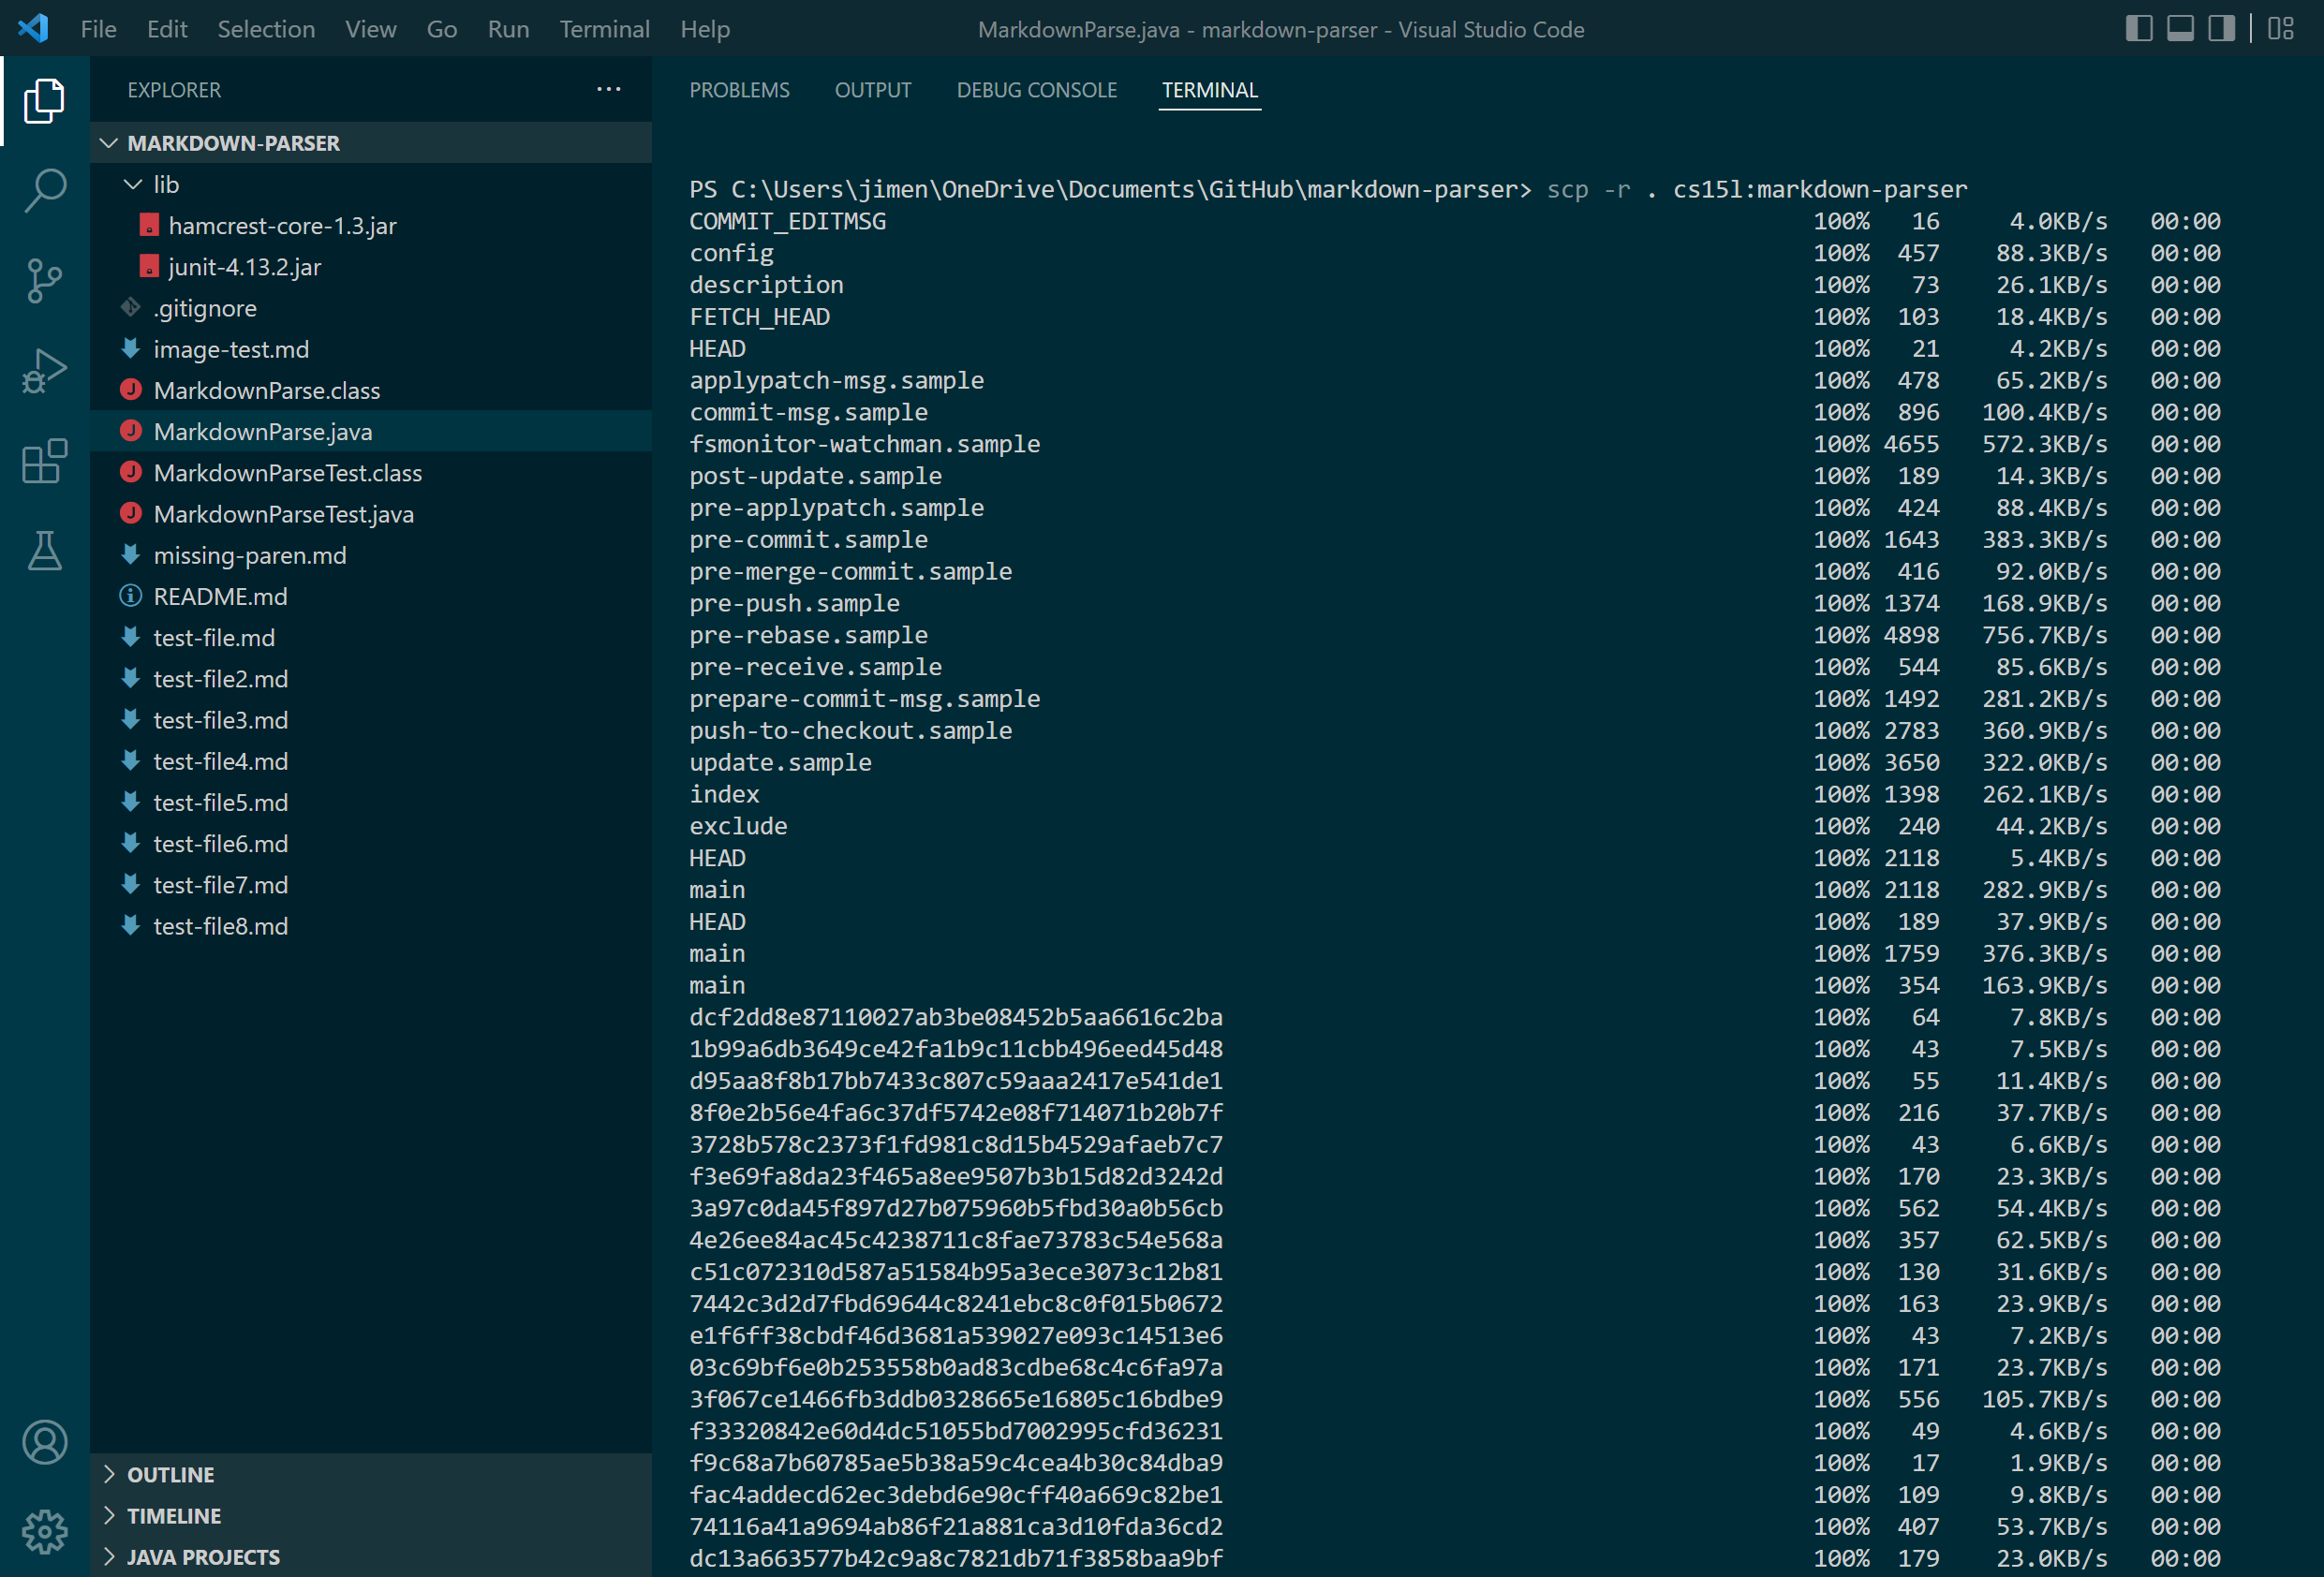 File Edit Selection View Go Run Terminal Help MarkdownParse.java - markdown-parser - Visual Studio Code
EXPLORER ...
MARKDOWN-PARSER
lib
hamcrest-core-1.3.jar
junit-4.13.2.jar
.gitignore
image-test.md
MarkdownParse.class
MarkdownParse.java
MarkdownParseTest.class
MarkdownParseTest.java
missing-paren.md
README.md
test-file.md
test-file2.md
test-file3.md
test-file4.md
test-file5.md
test-file6.md
test-file7.md
test-file8.md
OUTLINE
TIMELINE
JAVA PROJECTS
PROBLEMS OUTPUT DEBUG CONSOLE TERMINAL
PS C:\Users\jimen\OneDrive\Documents\GitHub\markdown-parser> scp -r . cs15l:markdown-parser
COMMIT_EDITMSG 100% 16 4.0KB/s 00:00
config 100% 457 88.3KB/s 00:00
description 100% 73 26.1KB/s 00:00
FETCH_HEAD 100% 103 18.4KB/s 00:00
HEAD 100% 21 4.2KB/s 00:00
applypatch-msg.sample 100% 478 65.2KB/s 00:00
commit-msg.sample 100% 896 100.4KB/s 00:00
fsmonitor-watchman.sample 100% 4655 572.3KB/s 00:00
post-update.sample 100% 189 14.3KB/s 00:00
pre-applypatch.sample 100% 424 88.4KB/s 00:00
pre-commit.sample 100% 1643 383.3KB/s 00:00
pre-merge-commit.sample 100% 416 92.0KB/s 00:00
pre-push.sample 100% 1374 168.9KB/s 00:00
pre-rebase.sample 100% 4898 756.7KB/s 00:00
pre-receive.sample 100% 544 85.6KB/s 00:00
prepare-commit-msg.sample 100% 1492 281.2KB/s 00:00
push-to-checkout.sample 100% 2783 360.9KB/s 00:00
update.sample 100% 3650 322.0KB/s 00:00
index 100% 1398 262.1KB/s 00:00
exclude 100% 240 44.2KB/s 00:00
HEAD 100% 2118 5.4KB/s 00:00
main 100% 2118 282.9KB/s 00:00
HEAD 100% 189 37.9KB/s 00:00
main 100% 1759 376.3KB/s 00:00
main 100% 354 163.9KB/s 00:00
dcf2dd8e87110027ab3be08452b5aa6616c2ba 100% 64 7.8KB/s 00:00
1b99a6db3649ce42fa1b9c11cbb496eed45d48 100% 43 7.5KB/s 00:00
d95aa8f8b17bb7433c807c59aaa2417e541de1 100% 55 11.4KB/s 00:00
8f0e2b56e4fa6c37df5742e08f714071b20b7f 100% 216 37.7KB/s 00:00
3728b578c2373f1fd981c8d15b4529afaeb7c7 100% 43 6.6KB/s 00:00
f3e69fa8da23f465a8ee9507b3b15d82d3242d 100% 170 23.3KB/s 00:00
3a97c0da45f897d27b075960b5fbd30a0b56cb 100% 562 54.4KB/s 00:00
4e26ee84ac45c4238711c8fae73783c54e568a 100% 357 62.5KB/s 00:00
c51c072310d587a51584b95a3ece3073c12b81 100% 130 31.6KB/s 00:00
7442c3d2d7fbd69644c8241ebc8c0f015b0672 100% 163 23.9KB/s 00:00
e1f6ff38cbdf46d3681a539027e093c14513e6 100% 43 7.2KB/s 00:00
03c69bf6e0b253558b0ad83cdbe68c4c6fa97a 100% 171 23.7KB/s 00:00
3f067ce1466fb3ddb0328665e16805c16bdbe9 100% 556 105.7KB/s 00:00
f33320842e60d4dc51055bd7002995cfd36231 100% 49 4.6KB/s 00:00
f9c68a7b60785ae5b38a59c4cea4b30c84dba9 100% 17 1.9KB/s 00:00
fac4addecd62ec3debd6e90cff40a669c82be1 100% 109 9.8KB/s 00:00
74116a41a9694ab86f21a881ca3d10fda36cd2 100% 407 53.7KB/s 00:00
dc13a663577b42c9a8c7821db71f3858baa9bf 100% 179 23.0KB/s 00:00